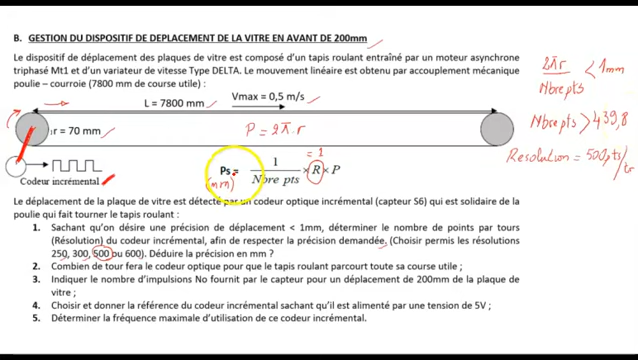 B. GESTION DU DISPOSITIF DE DEPLACEMENT DE LA VITRE EN AVANT DE 200mm
Le dispositif de déplacement des plaques de vitre est composé d'un tapis roulant entraîné par un moteur asynchrone
triphasé Mt1 et d'un variateur de vitesse Type DELTA. Le mouvement linéaire est obtenu par accouplement mécanique
poulie – courroie (7800 mm de course utile) :
L = 7800 mm
Vmax = 0,5 m/s
r = 70 mm
P = 2π.r
Codeur incrémental
Ps = 1 / Nbre pts × R × P
(mm)
= 1
2πr / Nbre pts < 1mm
Nbre pts > 439,8
Resolution = 500 pts/tr
Le déplacement de la plaque de vitre est détecté par un codeur optique incrémental (capteur S6) qui est solidaire de la
poulie qui fait tourner le tapis roulant :
1. Sachant qu'on désire une précision de déplacement < 1mm, déterminer le nombre de points par tours
(Résolution) du codeur incrémental, afin de respecter la précision demandée. (Choisir permis les résolutions
250, 300, 500 ou 600). Déduire la précision en mm ?
2. Combien de tour fera le codeur optique pour que le tapis roulant parcourt toute sa course utile ;
3. Indiquer le nombre d'impulsions No fournit par le capteur pour un déplacement de 200mm de la plaque de
vitre ;
4. Choisir et donner la référence du codeur incrémental sachant qu'il est alimenté par une tension de 5V ;
5. Déterminer la fréquence maximale d'utilisation de ce codeur incrémental.